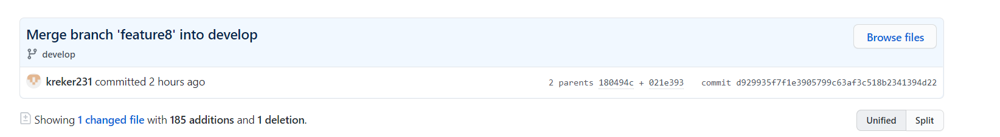 Merge branch 'feature8' into develop
Browse files
develop
kreker231 committed 2 hours ago
2 parents 180494c + 021e393 commit d929935f7f1e3905799c63af3c518b2341394d22
Showing 1 changed file with 185 additions and 1 deletion.
Unified Split